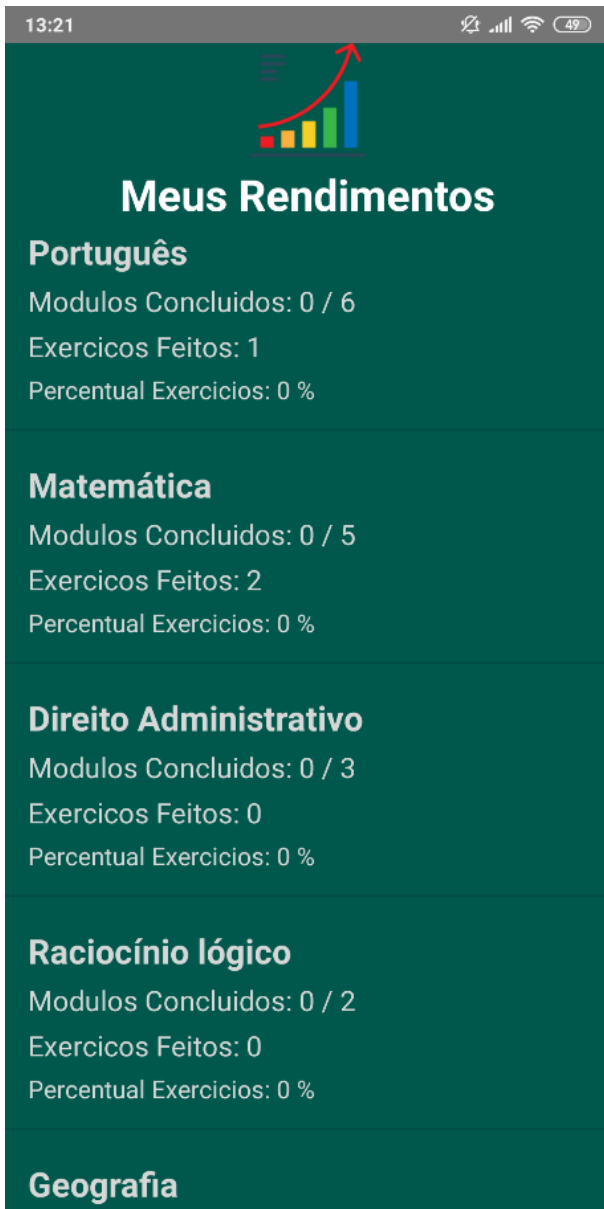 13:21
49
Meus Rendimentos
Português
Modulos Concluidos: 0 / 6
Exercicos Feitos: 1
Percentual Exercicios: 0 %
Matemática
Modulos Concluidos: 0 / 5
Exercicos Feitos: 2
Percentual Exercicios: 0 %
Direito Administrativo
Modulos Concluidos: 0 / 3
Exercicos Feitos: 0
Percentual Exercicios: 0 %
Raciocínio lógico
Modulos Concluidos: 0 / 2
Exercicos Feitos: 0
Percentual Exercicios: 0 %
Geografia